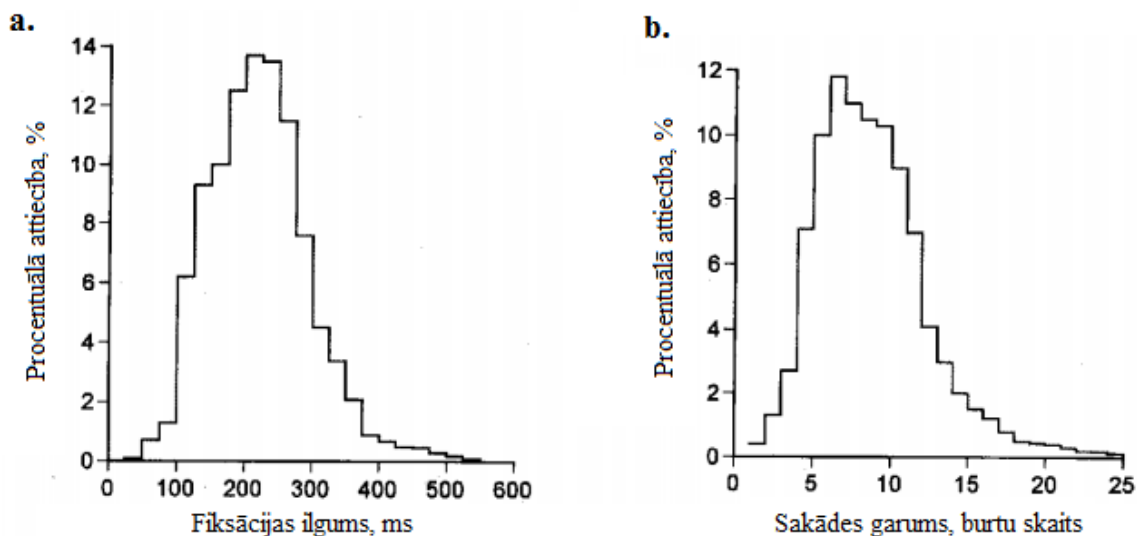 a.
Procentuālā attiecība, %
14
12
10
8
6
4
2
0
0 100 200 300 400 500 600
Fiksācijas ilgums, ms
b.
Procentuālā attiecība, %
12
10
8
6
4
2
0
0 5 10 15 20 25
Sakādes garums, burtu skaits